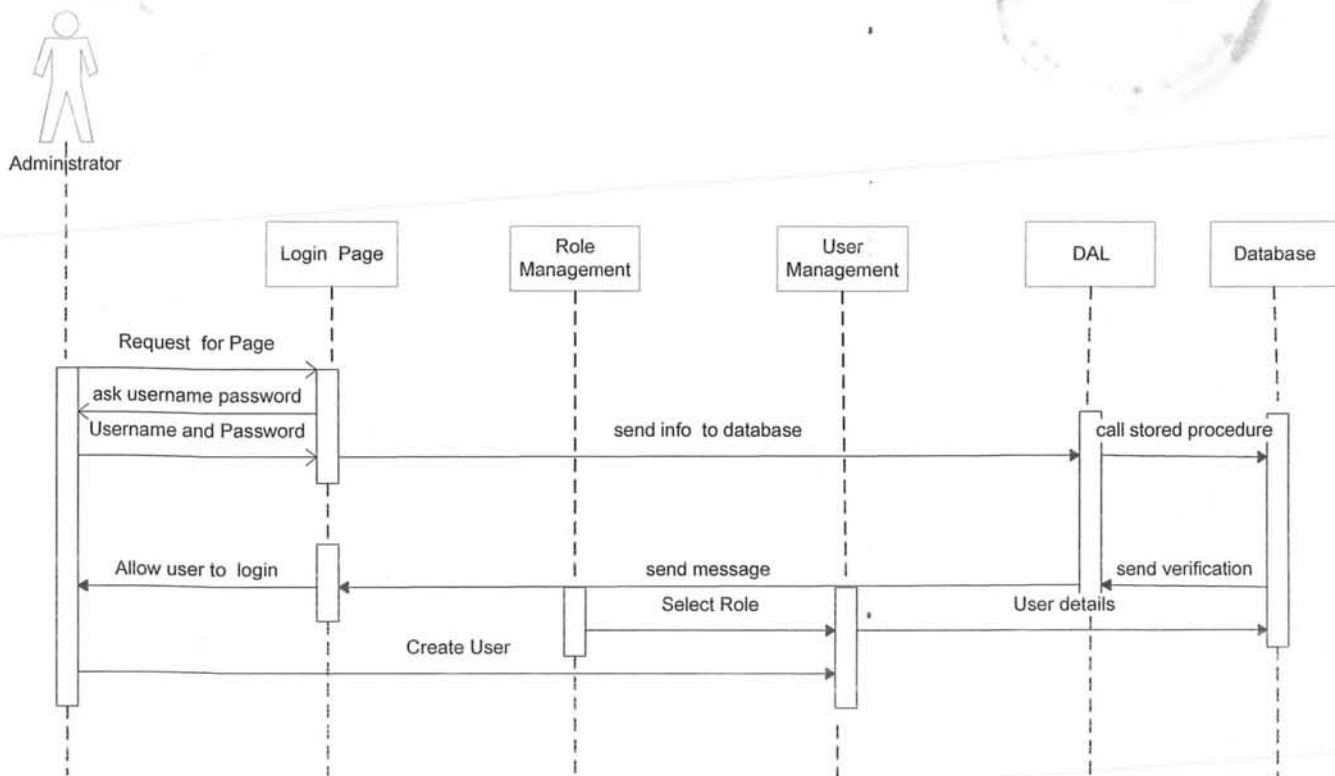 Administrator
Login Page
Role
Management
User
Management
DAL
Database
Request for Page
ask username password
Username and Password
send info to database
call stored procedure
Allow user to login
send message
send verification
Select Role
User details
Create User